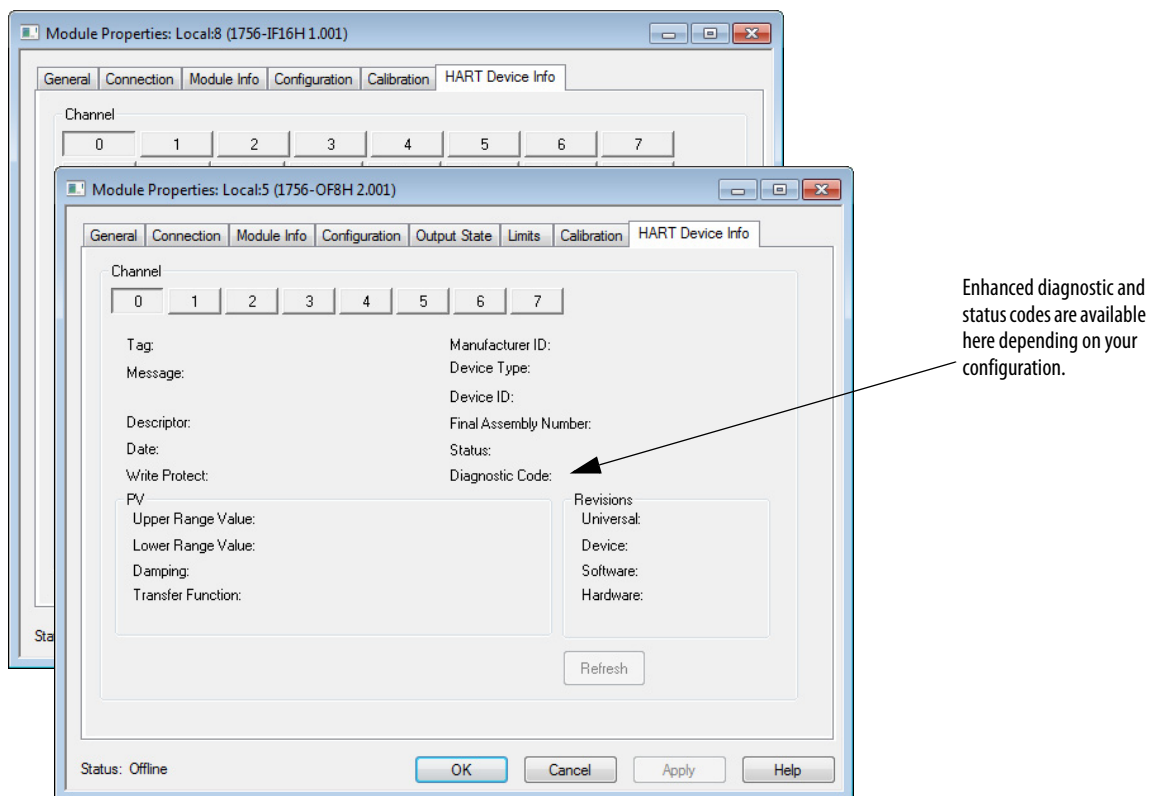 Module Properties: Local:8 (1756-IF16H 1.001)
General Connection Module Info Configuration Calibration HART Device Info
Channel
0 1 2 3 4 5 6 7
Module Properties: Local:5 (1756-OF8H 2.001)
General Connection Module Info Configuration Output State Limits Calibration HART Device Info
Channel
0 1 2 3 4 5 6 7
Tag: Manufacturer ID:
Message: Device Type:
Device ID:
Descriptor: Final Assembly Number:
Date: Status:
Write Protect: Diagnostic Code:
PV Revisions
Upper Range Value: Universal:
Lower Range Value: Device:
Damping: Software:
Transfer Function: Hardware:
Refresh
Sta
Status: Offline OK Cancel Apply Help
Enhanced diagnostic and
status codes are available
here depending on your
configuration.